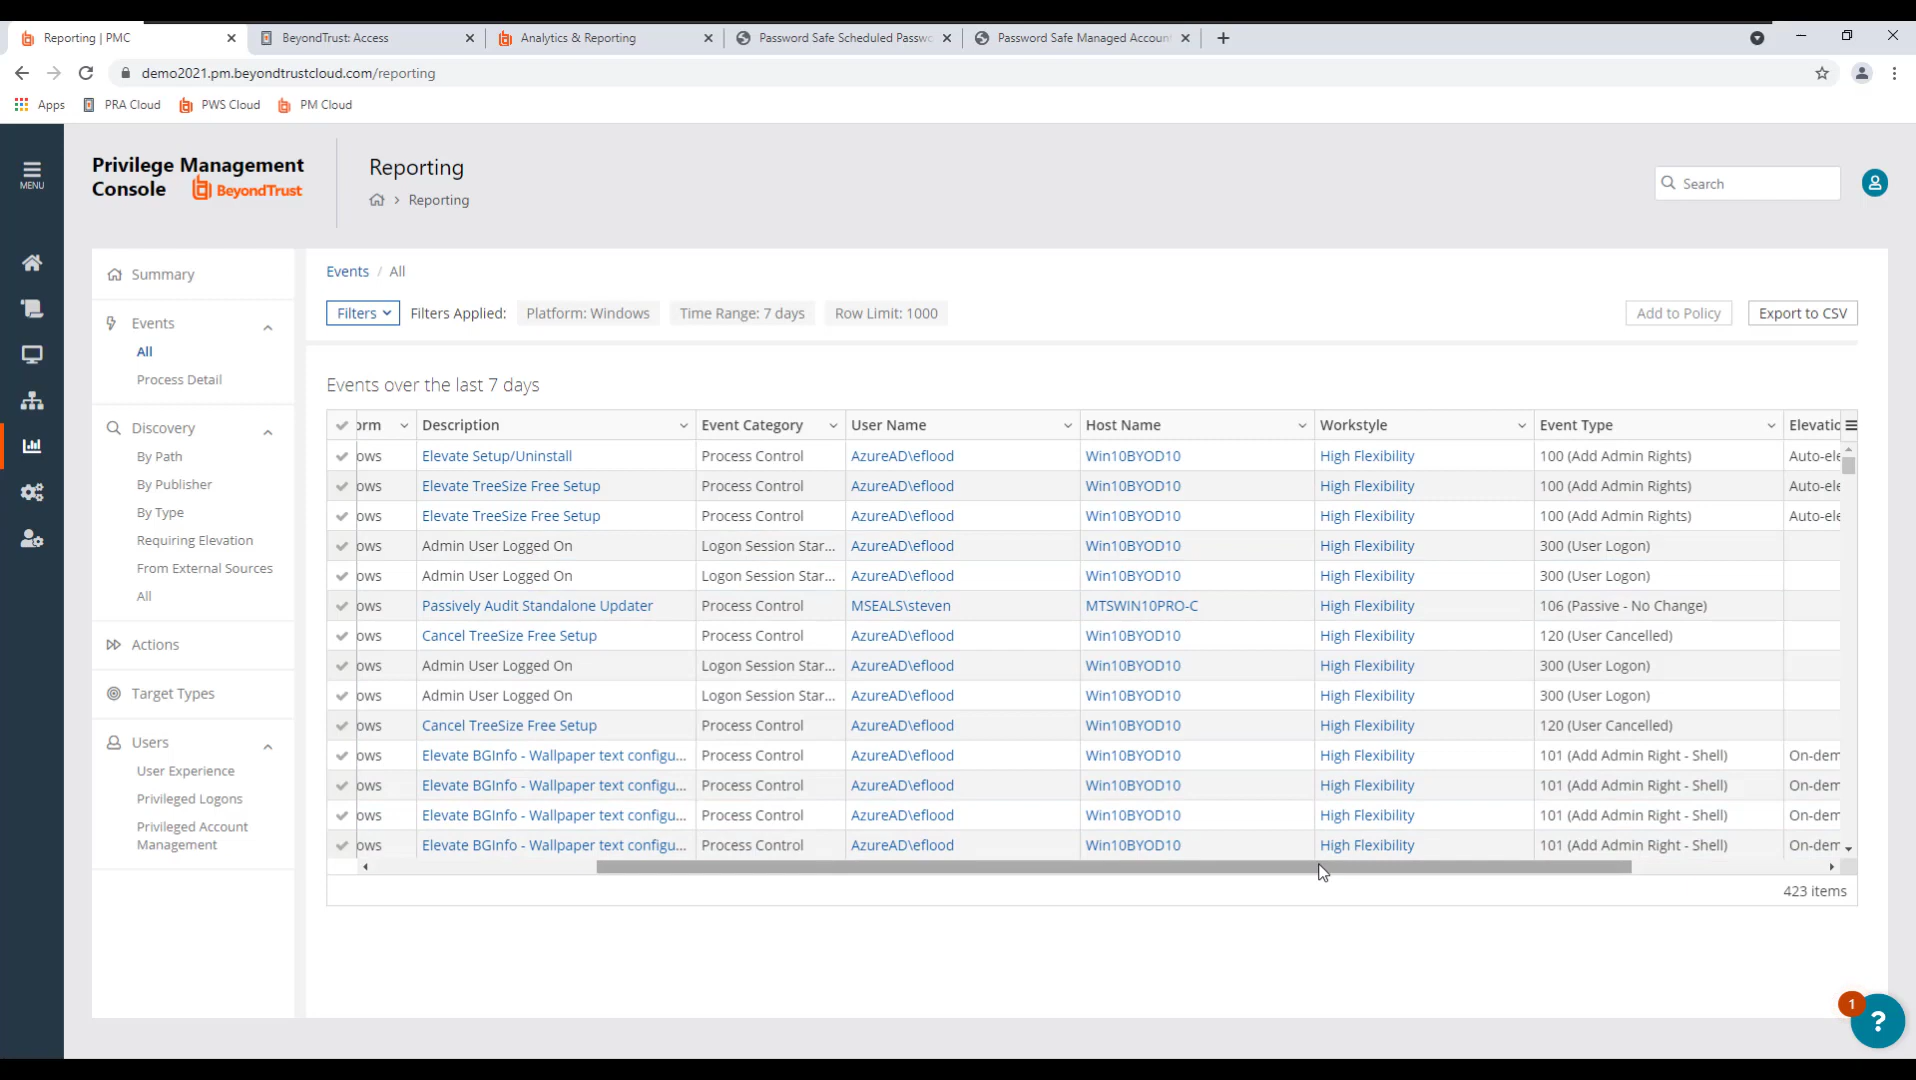 Reporting | PMC
BeyondTrust: Access
Analytics & Reporting
Password Safe Scheduled Passwo
Password Safe Managed Accoun
demo2021.pm.beyondtrustcloud.com/reporting
Apps
PRA Cloud
PWS Cloud
PM Cloud
MENU
Privilege Management
Console
BeyondTrust
Reporting
Reporting
Search
Summary
Events
All
Process Detail
Discovery
By Path
By Publisher
By Type
Requiring Elevation
From External Sources
All
Actions
Target Types
Users
User Experience
Privileged Logons
Privileged Account
Management
Events / All
Filters
Filters Applied:
Platform: Windows
Time Range: 7 days
Row Limit: 1000
Add to Policy
Export to CSV
Events over the last 7 days
orm Description Event Category User Name Host Name Workstyle Event Type Elevatio
ows Elevate Setup/Uninstall Process Control AzureAD\eflood Win10BYOD10 High Flexibility 100 (Add Admin Rights) Auto-ele
ows Elevate TreeSize Free Setup Process Control AzureAD\eflood Win10BYOD10 High Flexibility 100 (Add Admin Rights) Auto-ele
ows Elevate TreeSize Free Setup Process Control AzureAD\eflood Win10BYOD10 High Flexibility 100 (Add Admin Rights) Auto-ele
ows Admin User Logged On Logon Session Star... AzureAD\eflood Win10BYOD10 High Flexibility 300 (User Logon)
ows Admin User Logged On Logon Session Star... AzureAD\eflood Win10BYOD10 High Flexibility 300 (User Logon)
ows Passively Audit Standalone Updater Process Control MSEALS\steven MTSWIN10PRO-C High Flexibility 106 (Passive - No Change)
ows Cancel TreeSize Free Setup Process Control AzureAD\eflood Win10BYOD10 High Flexibility 120 (User Cancelled)
ows Admin User Logged On Logon Session Star... AzureAD\eflood Win10BYOD10 High Flexibility 300 (User Logon)
ows Admin User Logged On Logon Session Star... AzureAD\eflood Win10BYOD10 High Flexibility 300 (User Logon)
ows Cancel TreeSize Free Setup Process Control AzureAD\eflood Win10BYOD10 High Flexibility 120 (User Cancelled)
ows Elevate BGInfo - Wallpaper text configu... Process Control AzureAD\eflood Win10BYOD10 High Flexibility 101 (Add Admin Right - Shell) On-dem
ows Elevate BGInfo - Wallpaper text configu... Process Control AzureAD\eflood Win10BYOD10 High Flexibility 101 (Add Admin Right - Shell) On-dem
ows Elevate BGInfo - Wallpaper text configu... Process Control AzureAD\eflood Win10BYOD10 High Flexibility 101 (Add Admin Right - Shell) On-dem
ows Elevate BGInfo - Wallpaper text configu... Process Control AzureAD\eflood Win10BYOD10 High Flexibility 101 (Add Admin Right - Shell) On-dem
423 items
1
?